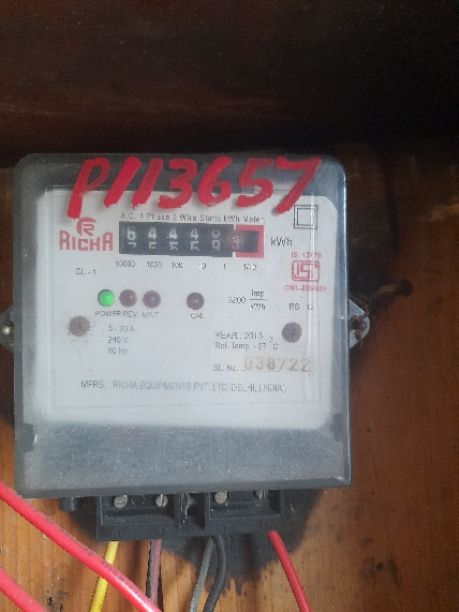 P113657
A.C. 1 Phase 2 Wire Static kWh Meter
RICHA
kWh
CL - 1
10000 1000 100 10 1 1/10
POWER REV. E/LT CAL
3200 Imp/kWh
5 - 20A
240 V
50 Hz
YEAR : 2013
Ref. Temp. - 27°C
SL. No. 038722
MFRS. : RICHA EQUIPMENTS PVT. LTD. DELHI, (INDIA)